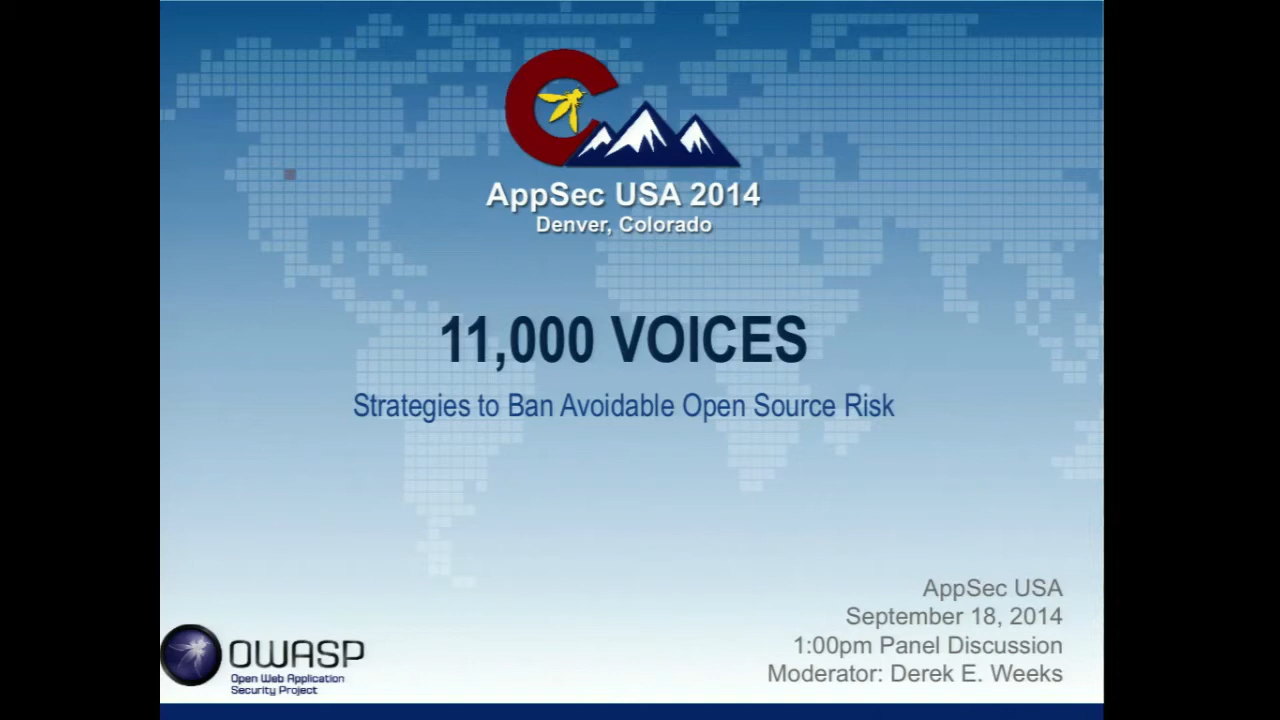 AppSec USA 2014
Denver, Colorado
11,000 VOICES
Strategies to Ban Avoidable Open Source Risk
AppSec USA
September 18, 2014
1:00pm Panel Discussion
Moderator: Derek E. Weeks
OWASP
Open Web Application
Security Project